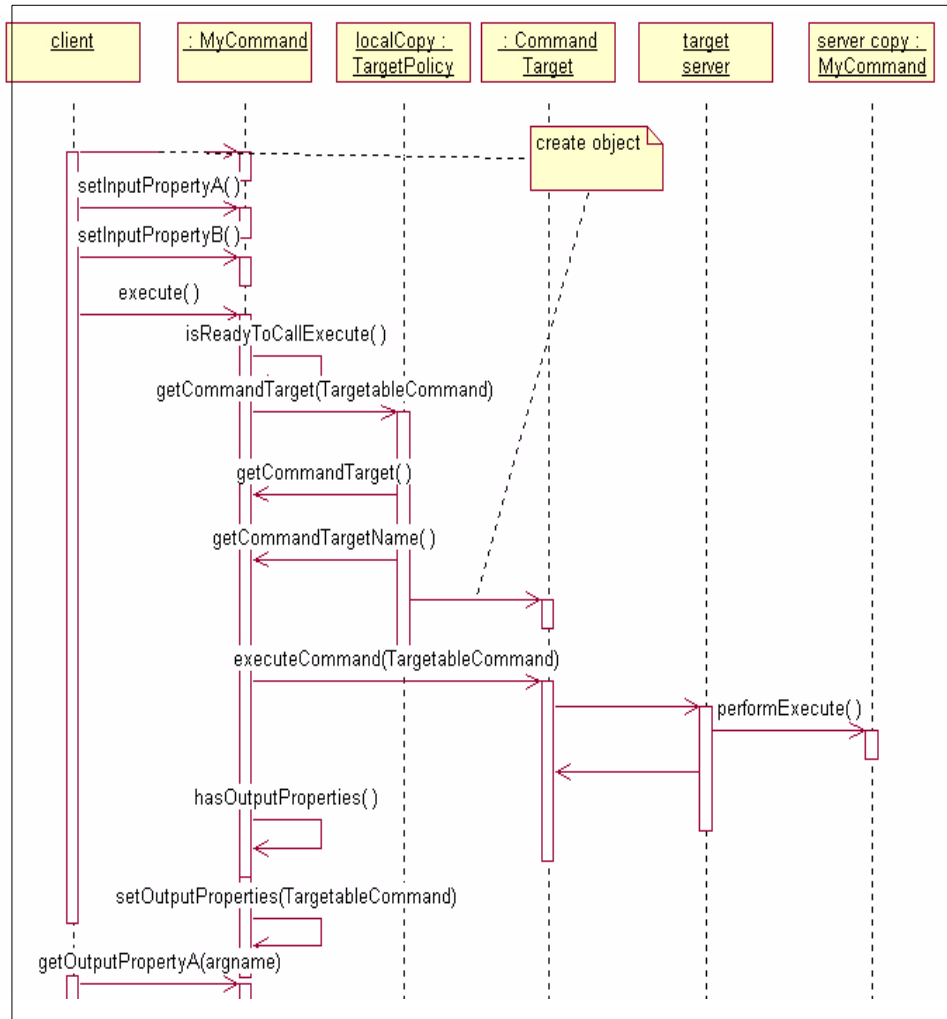 client
: MyCommand
localCopy :
TargetPolicy
: Command
Target
target
server
server copy :
MyCommand
create object
setInputPropertyA( )
setInputPropertyB( )
execute( )
isReadyToCallExecute( )
getCommandTarget(TargetableCommand)
getCommandTarget( )
getCommandTargetName( )
executeCommand(TargetableCommand)
performExecute( )
hasOutputProperties( )
setOutputProperties(TargetableCommand)
getOutputPropertyA(argname)